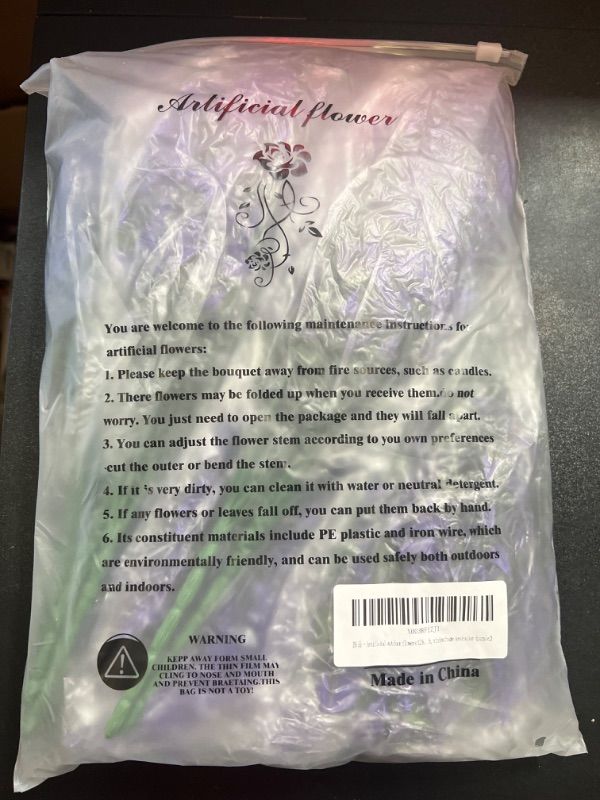 Artificial flower
You are welcome to the following maintenance instructions for
artificial flowers:
1. Please keep the bouquet away from fire sources, such as candles.
2. There flowers may be folded up when you receive them.do not
worry. You just need to open the package and they will fall apart.
3. You can adjust the flower stem according to you own preferences
-cut the outer or bend the stem.
4. If it is very dirty, you can clean it with water or neutral detergent.
5. If any flowers or leaves fall off, you can put them back by hand.
6. Its constituent materials include PE plastic and iron wire, which
are environmentally friendly, and can be used safely both outdoors
and indoors.
WARNING
KEPP AWAY FORM SMALL
CHILDREN. THE THIN FILM MAY
CLING TO NOSE AND MOUTH
AND PREVENT BRAETAING.THIS
BAG IS NOT A TOY!
Made in China